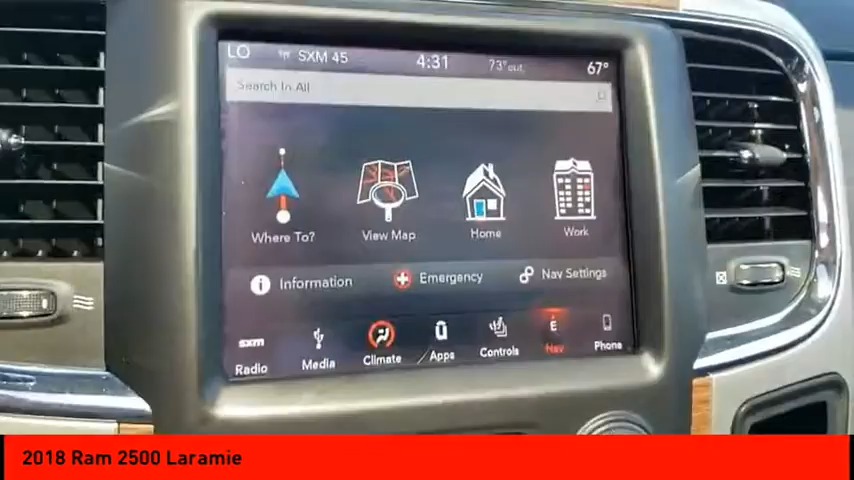 LO SXM 45 4:31 73° out 67°
Search In All
Where To? View Map Home Work
Information Emergency Nav Settings
sxm E
Radio Media Climate Apps Controls Nav Phone
2018 Ram 2500 Laramie